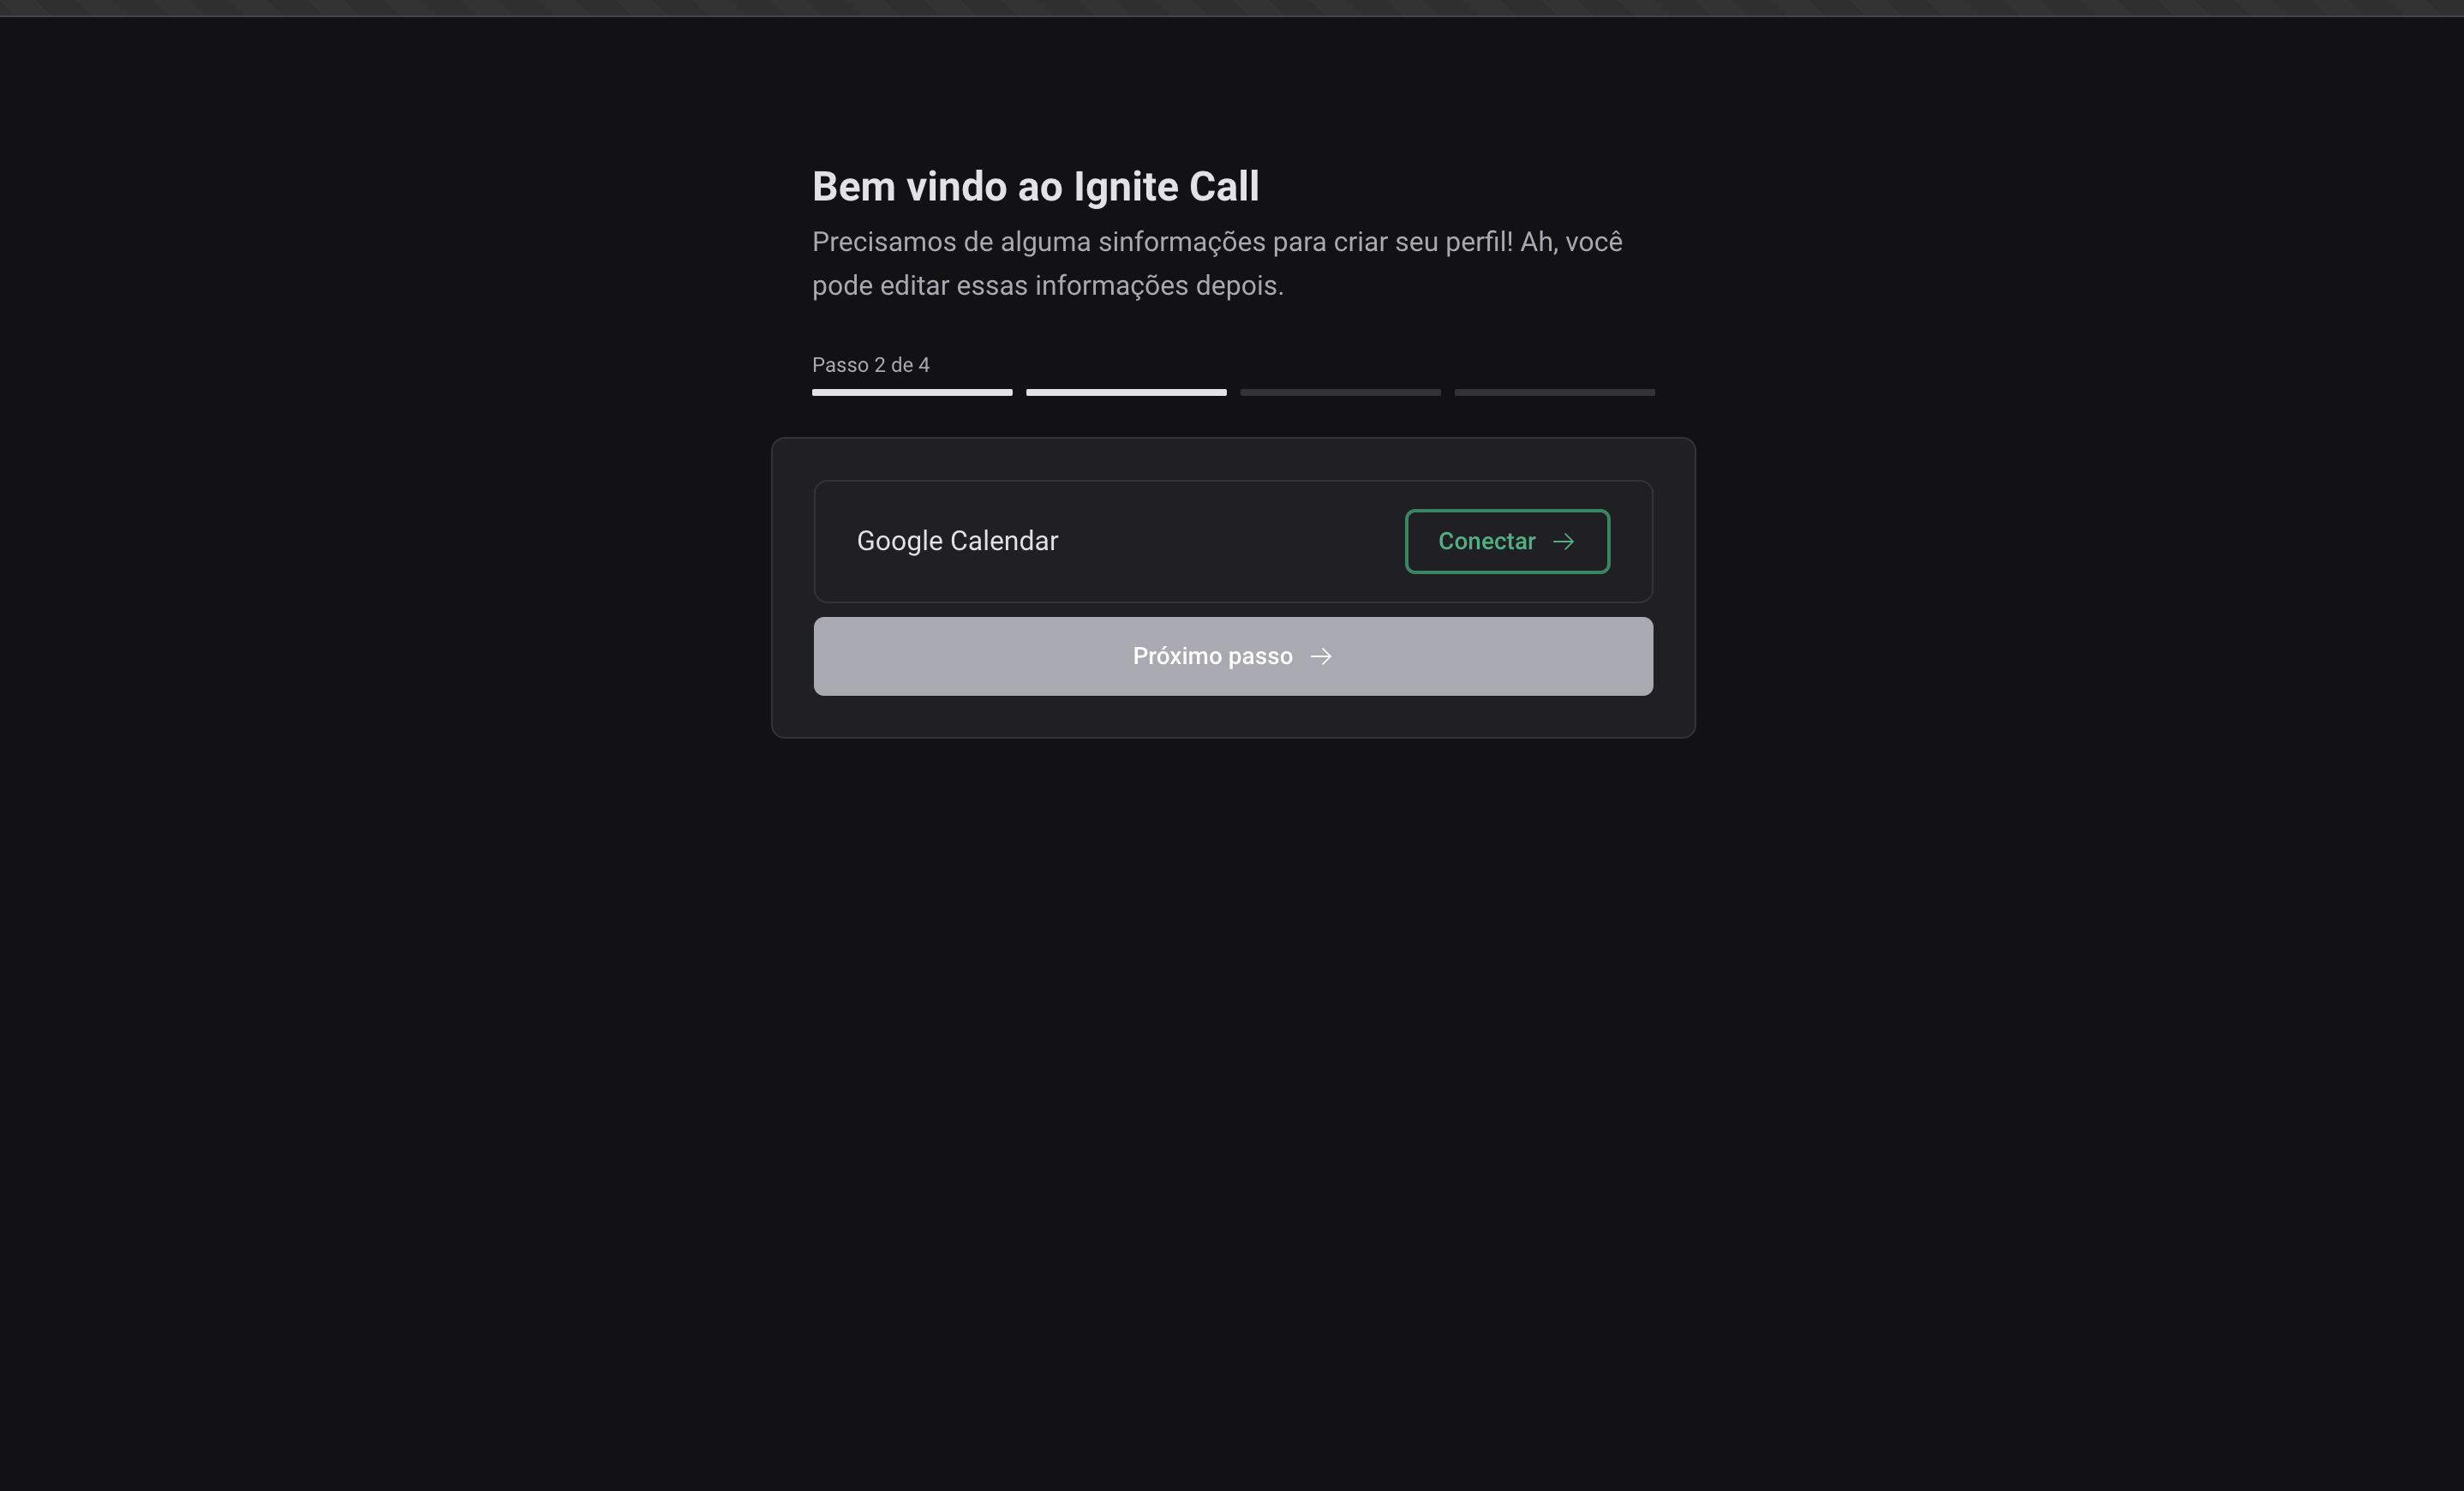 Bem vindo ao Ignite Call
Precisamos de alguma sinformações para criar seu perfil! Ah, você
pode editar essas informações depois.
Passo 2 de 4
Google Calendar
Conectar
Próximo passo